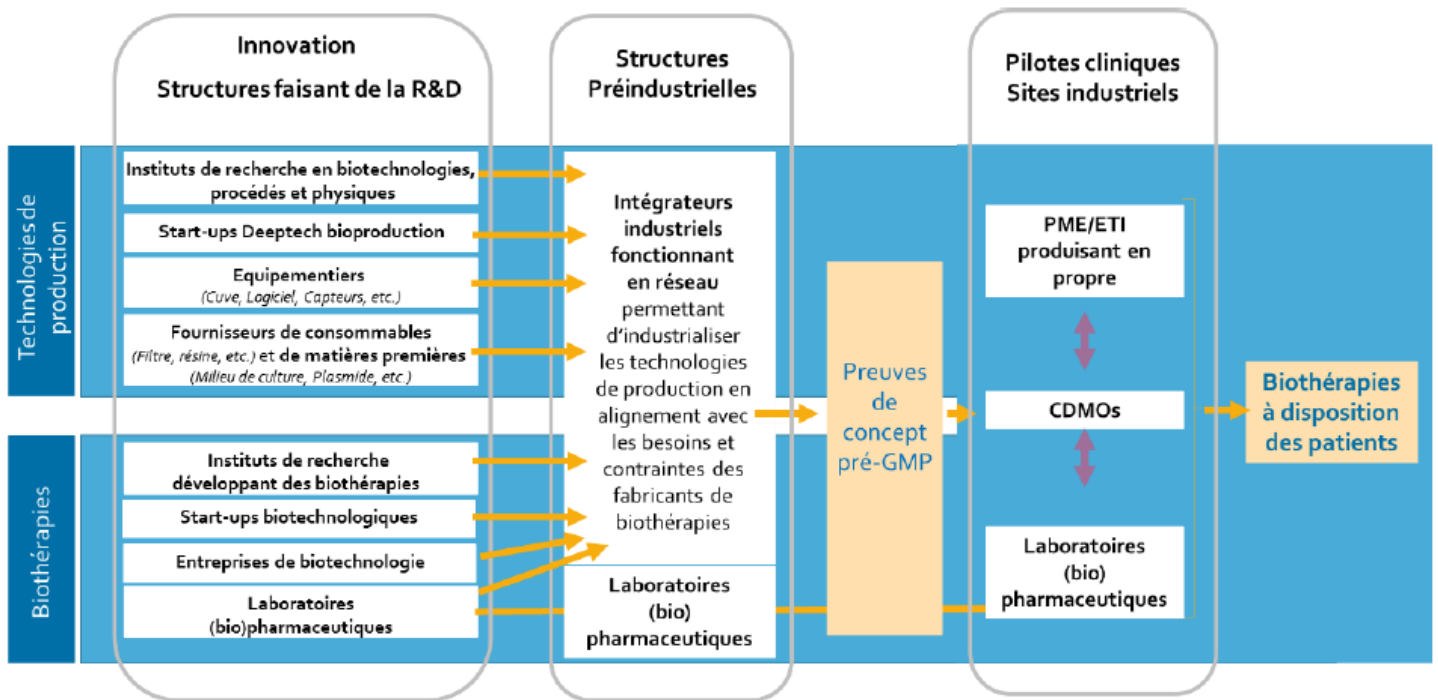 Innovation
Structures faisant de la R&D
Structures
Préindustrielles
Pilotes cliniques
Sites industriels
Technologies de
production
Instituts de recherche en biotechnologies,
procédés et physiques
Start-ups Deeptech bioproduction
Equipementiers
(Cuve, Logiciel, Capteurs, etc.)
Fournisseurs de consommables
(Filtre, résine, etc.) et de matières premières
(Milieu de culture, Plasmide, etc.)
Biothérapies
Instituts de recherche
développant des biothérapies
Start-ups biotechnologiques
Entreprises de biotechnologie
Laboratoires
(bio)pharmaceutiques
Intégrateurs
industriels
fonctionnant
en réseau
permettant
d'industrialiser
les technologies
de production en
alignement avec
les besoins et
contraintes des
fabricants de
biothérapies
Laboratoires
(bio)
pharmaceutiques
Preuves
de
concept
pré-GMP
PME/ETI
produisant en
propre
CDMOs
Laboratoires
(bio)
pharmaceutiques
Biothérapies
à disposition
des patients